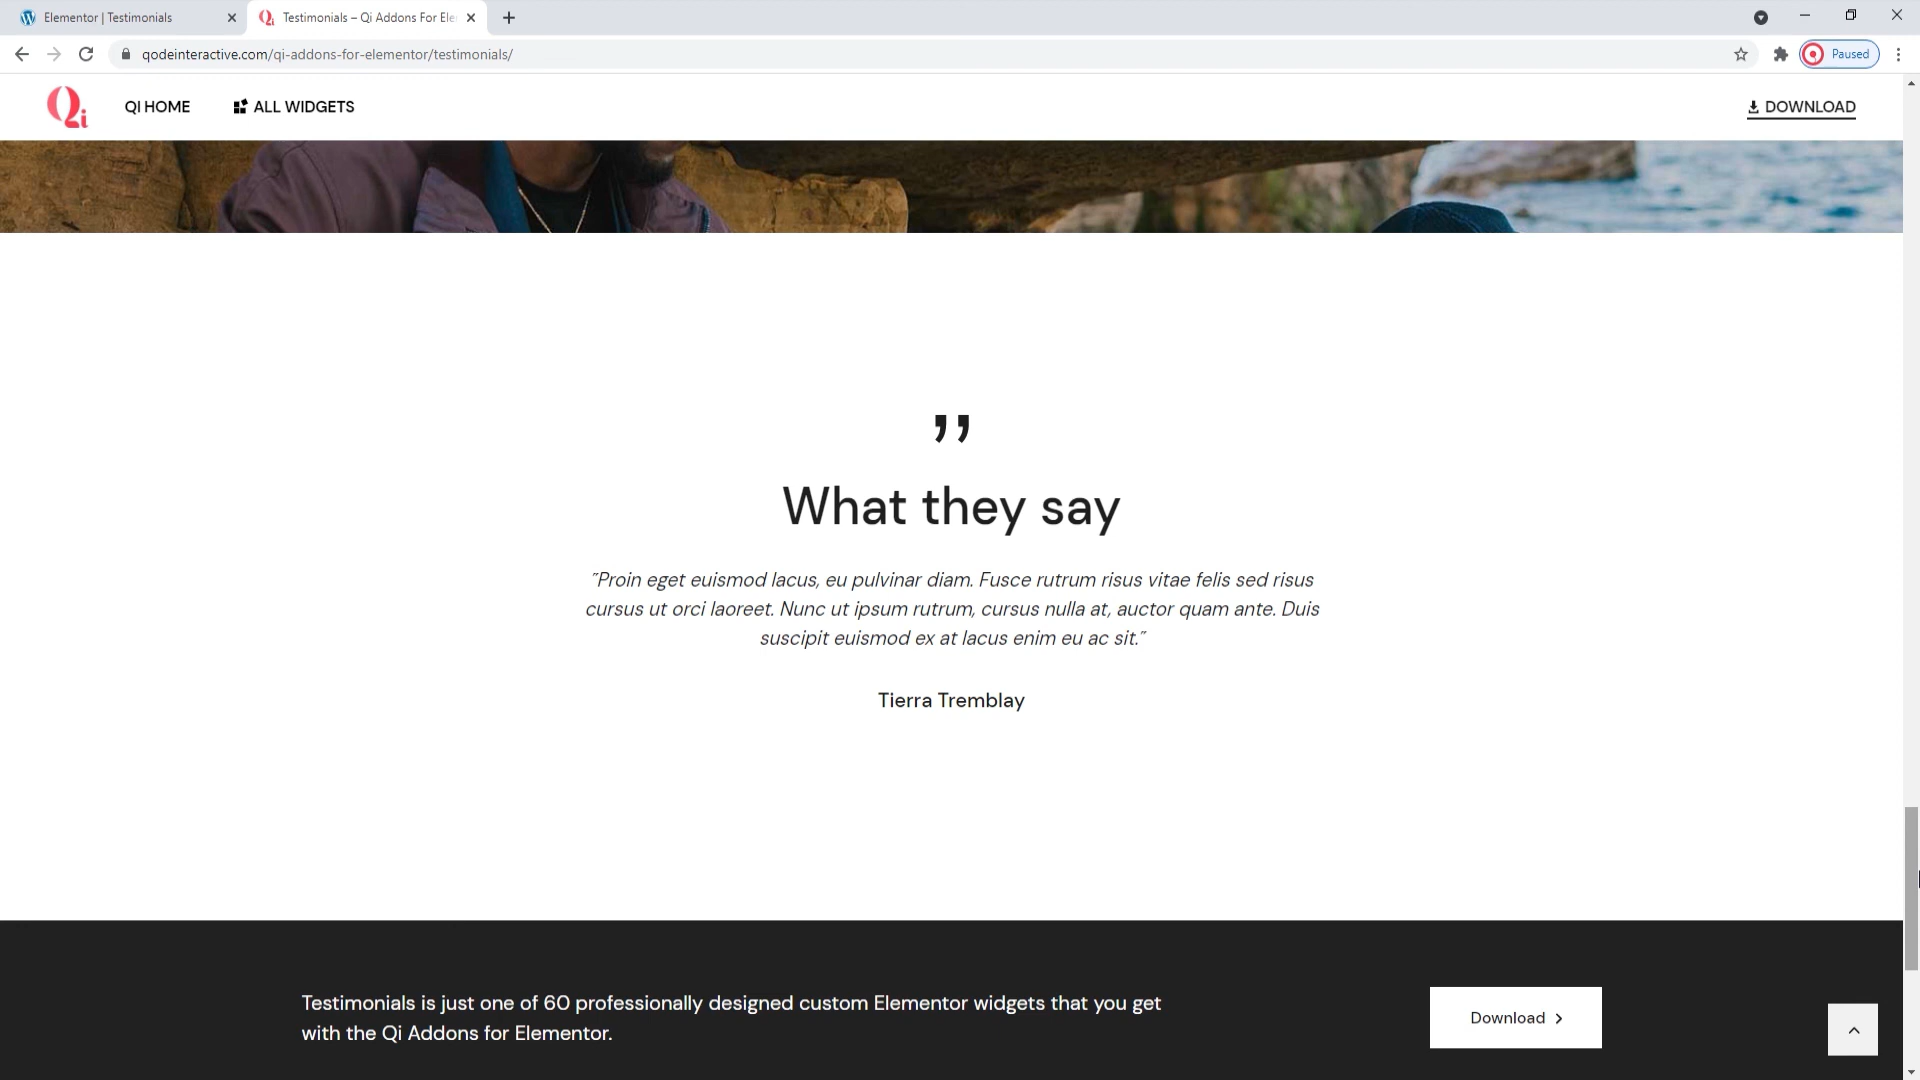 Elementor | Testimonials
Testimonials – Qi Addons For Ele
qodeinteractive.com/qi-addons-for-elementor/testimonials/
Paused
Qi
QI HOME
ALL WIDGETS
DOWNLOAD
”
What they say
"Proin eget euismod lacus, eu pulvinar diam. Fusce rutrum risus vitae felis sed risus
cursus ut orci laoreet. Nunc ut ipsum rutrum, cursus nulla at, auctor quam ante. Duis
suscipit euismod ex at lacus enim eu ac sit."
Tierra Tremblay
Testimonials is just one of 60 professionally designed custom Elementor widgets that you get
with the Qi Addons for Elementor.
Download